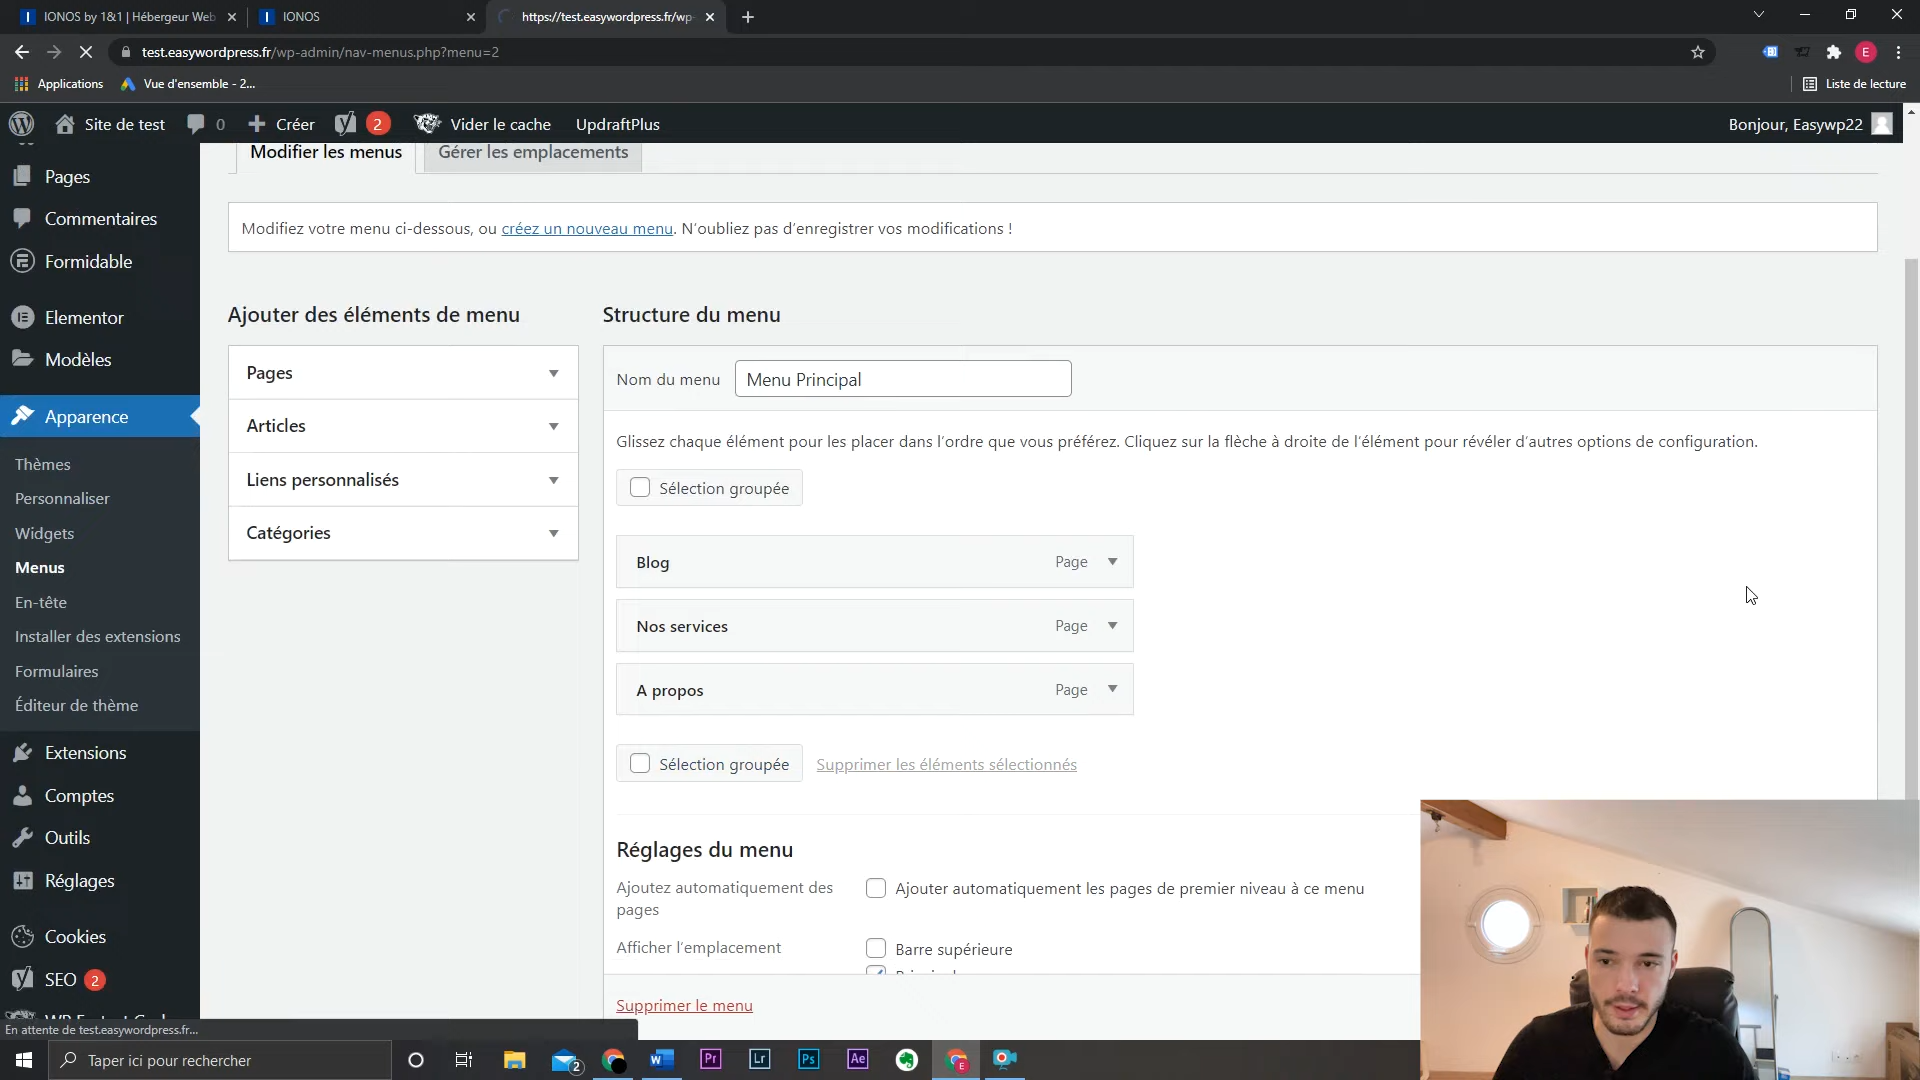 IONOS by 1&1 | Hébergeur Web
IONOS
https://test.easywordpress.fr/wp-
test.easywordpress.fr/wp-admin/nav-menus.php?menu=2
E
Applications
Vue d'ensemble - 2...
Liste de lecture
Site de test
0
Créer
2
Vider le cache
UpdraftPlus
Bonjour, Easywp22
Pages
Commentaires
Formidable
Elementor
Modèles
Apparence
Thèmes
Personnaliser
Widgets
Menus
En-tête
Installer des extensions
Formulaires
Éditeur de thème
Extensions
Comptes
Outils
Réglages
Cookies
SEO 2
Modifier les menus
Gérer les emplacements
Modifiez votre menu ci-dessous, ou créez un nouveau menu. N'oubliez pas d'enregistrer vos modifications !
Ajouter des éléments de menu
Pages
Articles
Liens personnalisés
Catégories
Structure du menu
Nom du menu
Menu Principal
Glissez chaque élément pour les placer dans l'ordre que vous préférez. Cliquez sur la flèche à droite de l'élément pour révéler d'autres options de configuration.
Sélection groupée
Blog Page
Nos services Page
A propos Page
Sélection groupée
Supprimer les éléments sélectionnés
Réglages du menu
Ajoutez automatiquement des
pages
Ajouter automatiquement les pages de premier niveau à ce menu
Afficher l'emplacement
Barre supérieure
Supprimer le menu
En attente de test.easywordpress.fr...
Taper ici pour rechercher
2
W
Pr
Lr
Ps
Ae
E